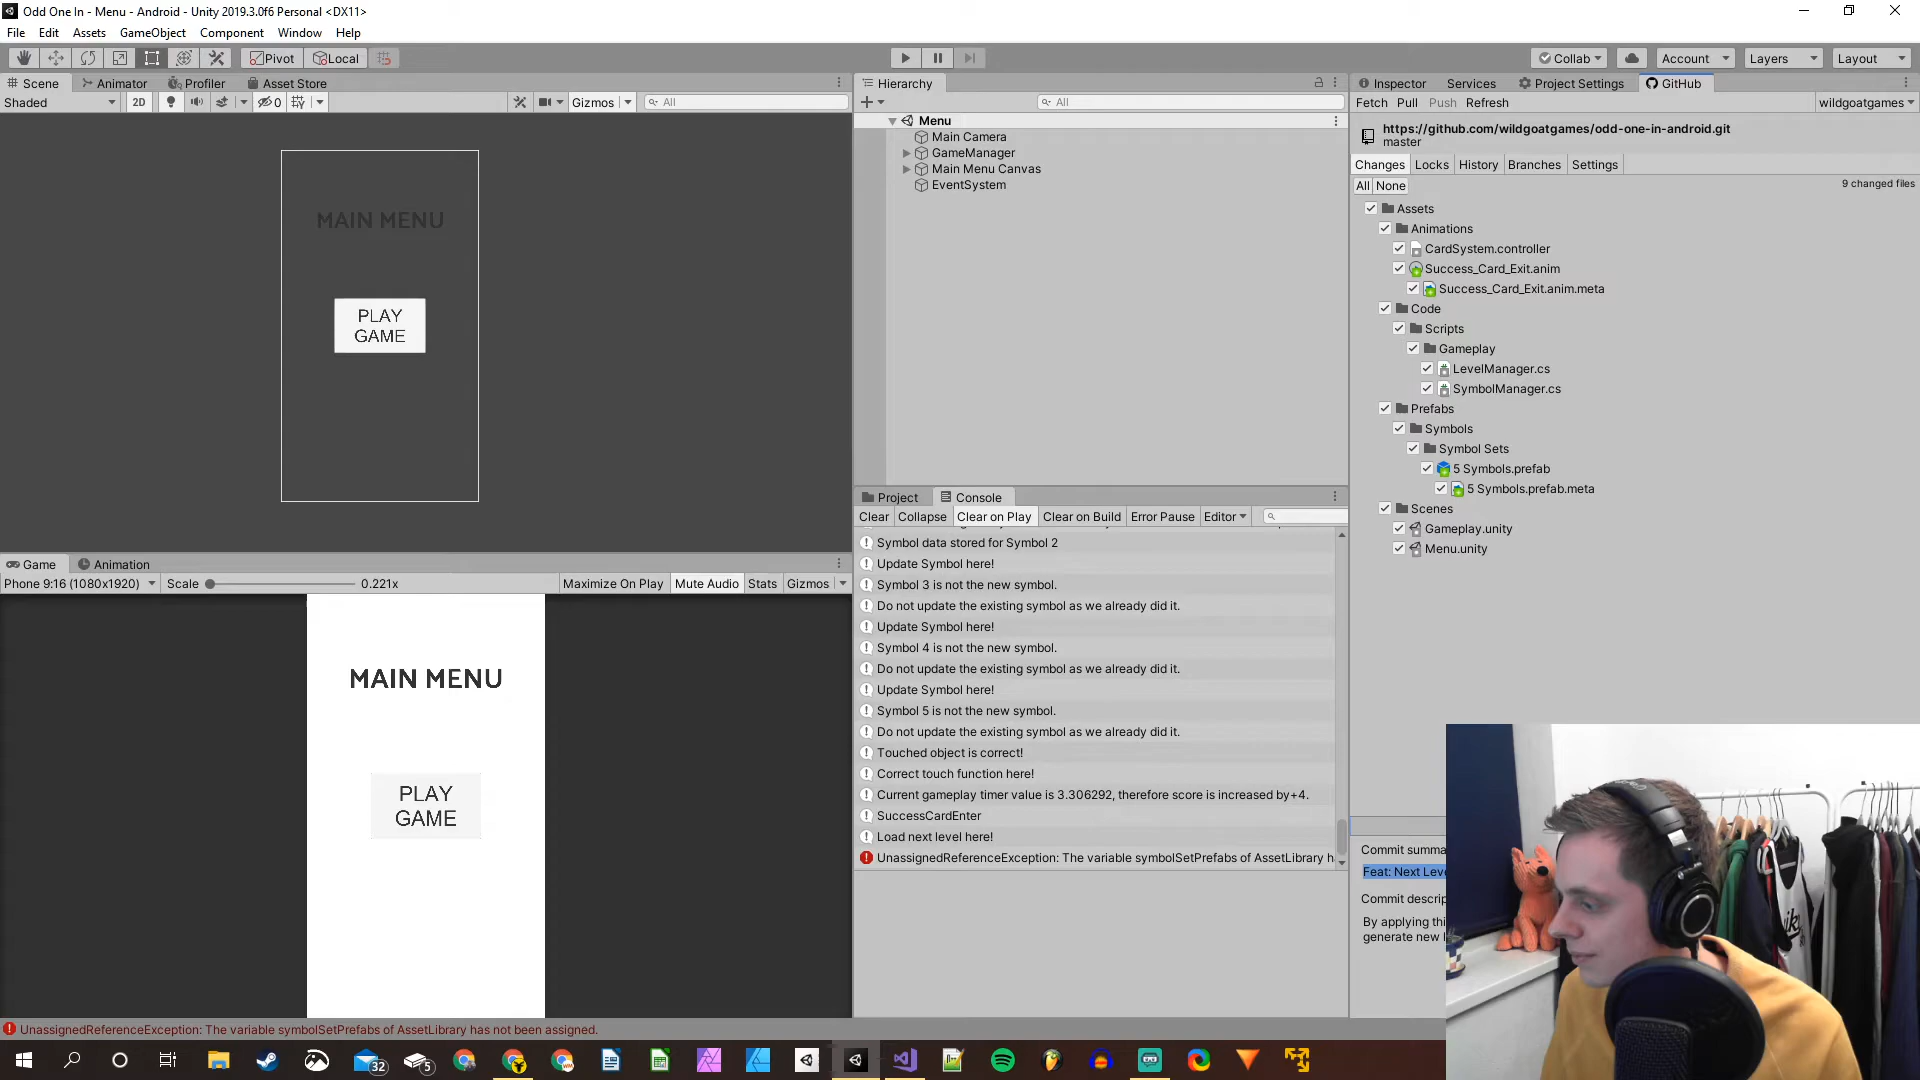 Odd One In - Menu - Android - Unity 2019.3.0f6 Personal <DX11>
File Edit Assets GameObject Component Window Help
Pivot Local Collab Account Layers Layout
Scene Animator Profiler Asset Store
Shaded 2D 0 Gizmos All
MAIN MENU
PLAY
GAME
Game Animation
Phone 9:16 (1080x1920) Scale 0.221x Maximize On Play Mute Audio Stats Gizmos
MAIN MENU
PLAY
GAME
Hierarchy
All
Menu
Main Camera
GameManager
Main Menu Canvas
EventSystem
Project Console
Clear Collapse Clear on Play Clear on Build Error Pause Editor
Symbol data stored for Symbol 2
Update Symbol here!
Symbol 3 is not the new symbol.
Do not update the existing symbol as we already did it.
Update Symbol here!
Symbol 4 is not the new symbol.
Do not update the existing symbol as we already did it.
Update Symbol here!
Symbol 5 is not the new symbol.
Do not update the existing symbol as we already did it.
Touched object is correct!
Correct touch function here!
Current gameplay timer value is 3.306292, therefore score is increased by+4.
SuccessCardEnter
Load next level here!
UnassignedReferenceException: The variable symbolSetPrefabs of AssetLibrary h
Inspector Services Project Settings GitHub
Fetch Pull Push Refresh wildgoatgames
https://github.com/wildgoatgames/odd-one-in-android.git
master
Changes Locks History Branches Settings
All None 9 changed files
Assets
Animations
CardSystem.controller
Success_Card_Exit.anim
Success_Card_Exit.anim.meta
Code
Scripts
Gameplay
LevelManager.cs
SymbolManager.cs
Prefabs
Symbols
Symbol Sets
5 Symbols.prefab
5 Symbols.prefab.meta
Scenes
Gameplay.unity
Menu.unity
Commit summa
Feat: Next Leve
Commit descrip
By applying thi
generate new l
UnassignedReferenceException: The variable symbolSetPrefabs of AssetLibrary has not been assigned.
32 5